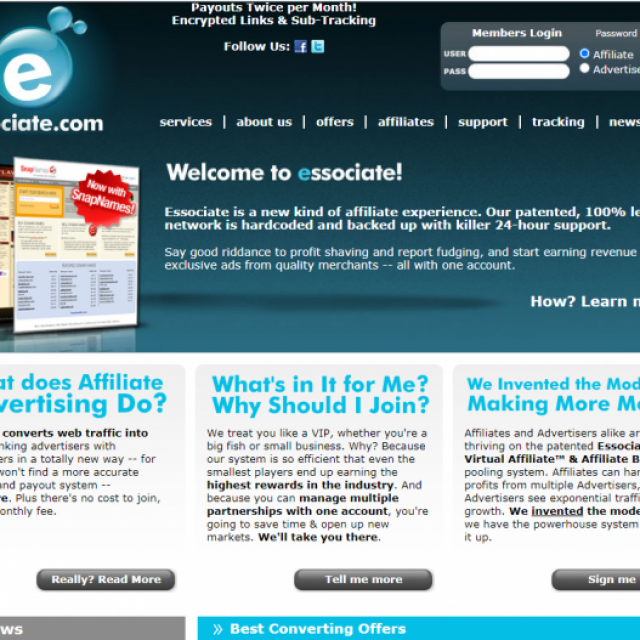 Payouts Twice per Month!
Encrypted Links & Sub-Tracking
Follow Us:
Members Login
Password
USER
PASS
Affiliate
Advertise
e
ciate.com
services | about us | offers | affiliates | support | tracking | news
SnapNames
Now with
SnapNames!
Welcome to essociate!
Essociate is a new kind of affiliate experience. Our patented, 100% le
network is hardcoded and backed up with killer 24-hour support.
Say good riddance to profit shaving and report fudging, and start earning revenue
exclusive ads from quality merchants -- all with one account.
How? Learn m
at does Affiliate
vertising Do?
converts web traffic into
nking advertisers with
ers in a totally new way -- for
won't find a more accurate
and payout system --
re. Plus there's no cost to join,
onthly fee.
Really? Read More
What's in It for Me?
Why Should I Join?
We treat you like a VIP, whether you're a
big fish or small business. Why? Because
our system is so efficient that even the
smallest players end up earning the
highest rewards in the industry. And
because you can manage multiple
partnerships with one account, you're
going to save time & open up new
markets. We'll take you there.
Tell me more
We Invented the Mod
Making More Mo
Affiliates and Advertisers alike ar
thriving on the patented Essocia
Virtual Affiliate™ & Affiliate B
pooling system. Affiliates can har
profits from multiple Advertisers,
Advertisers see exponential traffi
growth. We invented the mode
we have the powerhouse system
it up.
Sign me
ws
» Best Converting Offers